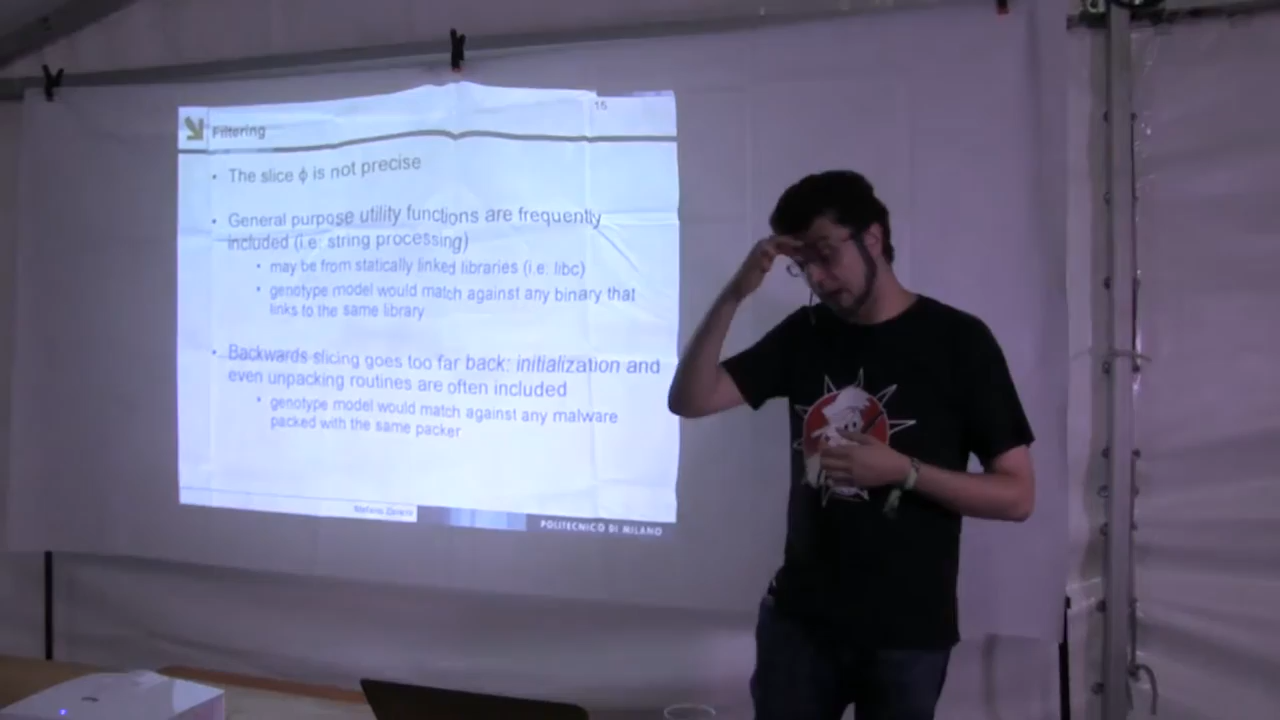 16
Filtering
• The slice ϕ is not precise
• General purpose utility functions are frequently
included (i.e: string processing)
• may be from statically linked libraries (i.e: libc)
• genotype model would match against any binary that
links to the same library
• Backwards slicing goes too far back: initialization and
even unpacking routines are often included
• genotype model would match against any malware
packed with the same packer
Stefano Zanero
POLITECNICO DI MILANO